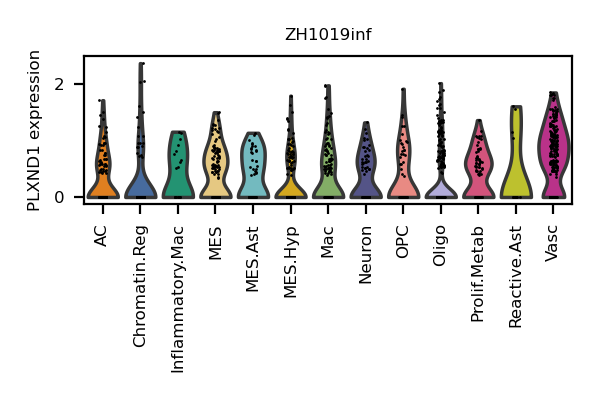 ZH1019inf
PLXND1 expression
2
0
AC
Chromatin.Reg
Inflammatory.Mac
MES
MES.Ast
MES.Hyp
Mac
Neuron
OPC
Oligo
Prolif.Metab
Reactive.Ast
Vasc